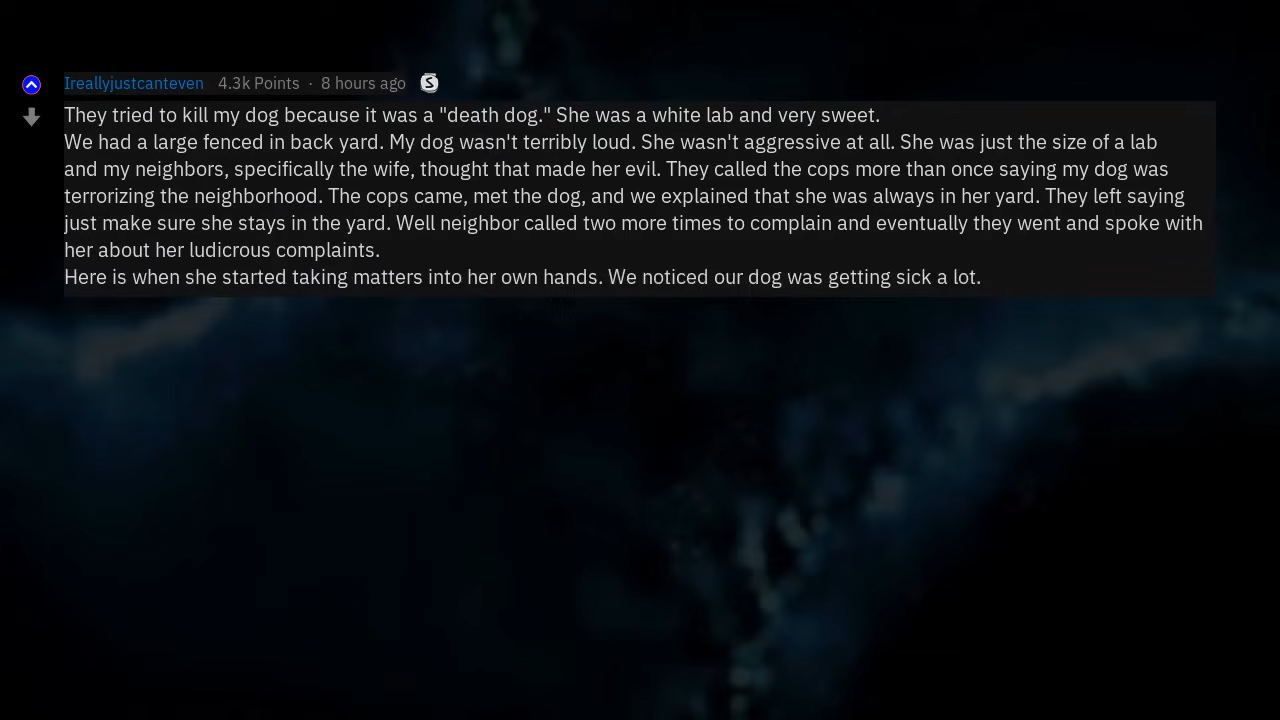 Ireallyjustcanteven 4.3k Points · 8 hours ago
They tried to kill my dog because it was a "death dog." She was a white lab and very sweet.
We had a large fenced in back yard. My dog wasn't terribly loud. She wasn't aggressive at all. She was just the size of a lab
and my neighbors, specifically the wife, thought that made her evil. They called the cops more than once saying my dog was
terrorizing the neighborhood. The cops came, met the dog, and we explained that she was always in her yard. They left saying
just make sure she stays in the yard. Well neighbor called two more times to complain and eventually they went and spoke with
her about her ludicrous complaints.
Here is when she started taking matters into her own hands. We noticed our dog was getting sick a lot.